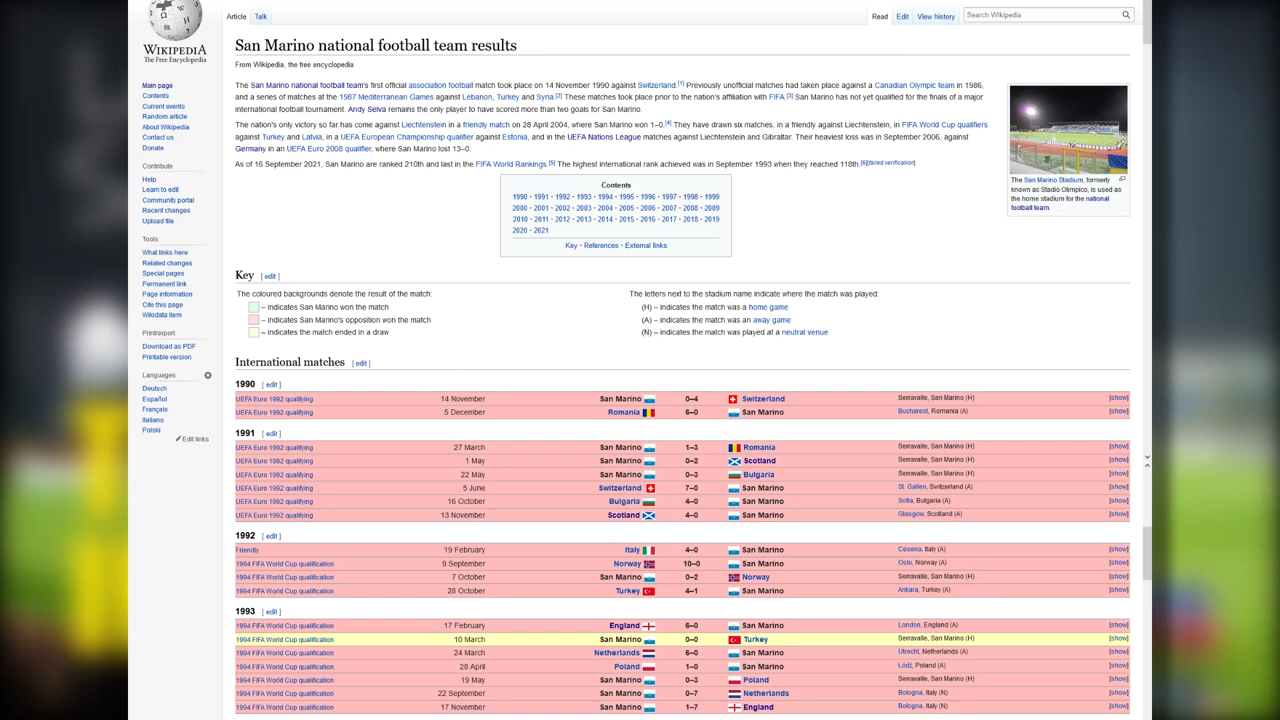 WIKIPEDIA
The Free Encyclopedia
Main page
Contents
Current events
Random article
About Wikipedia
Contact us
Donate
Contribute
Help
Learn to edit
Community portal
Recent changes
Upload file
Tools
What links here
Related changes
Special pages
Permanent link
Page information
Cite this page
Wikidata item
Print/export
Download as PDF
Printable version
Languages
Deutsch
Español
Français
Italiano
Polski
Edit links
Article Talk
Read Edit View history Search Wikipedia
San Marino national football team results
From Wikipedia, the free encyclopedia
The San Marino national football team's first official association football match took place on 14 November 1990 against Switzerland.[1] Previously unofficial matches had taken place against a Canadian Olympic team in 1986,
and a series of matches at the 1987 Mediterranean Games against Lebanon, Turkey and Syria.[2] These matches took place prior to the nation's affiliation with FIFA.[3] San Marino has not yet qualified for the finals of a major
international football tournament. Andy Selva remains the only player to have scored more than two goals for San Marino.
The nation's only victory so far has come against Liechtenstein in a friendly match on 28 April 2004, where San Marino won 1–0.[4] They have drawn six matches, in a friendly against Liechtenstein, in FIFA World Cup qualifiers
against Turkey and Latvia, in a UEFA European Championship qualifier against Estonia, and in the UEFA Nations League matches against Liechtenstein and Gibraltar. Their heaviest loss was in September 2006, against
Germany in an UEFA Euro 2008 qualifier, where San Marino lost 13–0.
As of 16 September 2021, San Marino are ranked 210th and last in the FIFA World Rankings.[5] The highest international rank achieved was in September 1993 when they reached 118th.[6][failed verification]
The San Marino Stadium, formerly
known as Stadio Olimpico, is used as
the home stadium for the national
football team.
Contents
1990 · 1991 · 1992 · 1993 · 1994 · 1995 · 1996 · 1997 · 1998 · 1999
2000 · 2001 · 2002 · 2003 · 2004 · 2005 · 2006 · 2007 · 2008 · 2009
2010 · 2011 · 2012 · 2013 · 2014 · 2015 · 2016 · 2017 · 2018 · 2019
2020 · 2021
Key · References · External links
Key [ edit ]
The coloured backgrounds denote the result of the match:
– indicates San Marino won the match
– indicates San Marino's opposition won the match
– indicates the match ended in a draw
The letters next to the stadium name indicate where the match was played:
(H) – indicates the match was a home game
(A) – indicates the match was an away game
(N) – indicates the match was played at a neutral venue
International matches [ edit ]
1990 [ edit ]
UEFA Euro 1992 qualifying 14 November San Marino 0–4 Switzerland Serravalle, San Marino (H) [show]
UEFA Euro 1992 qualifying 5 December Romania 6–0 San Marino Bucharest, Romania (A) [show]
1991 [ edit ]
UEFA Euro 1992 qualifying 27 March San Marino 1–3 Romania Serravalle, San Marino (H) [show]
UEFA Euro 1992 qualifying 1 May San Marino 0–2 Scotland Serravalle, San Marino (H) [show]
UEFA Euro 1992 qualifying 22 May San Marino 0–3 Bulgaria Serravalle, San Marino (H) [show]
UEFA Euro 1992 qualifying 5 June Switzerland 7–0 San Marino St. Gallen, Switzerland (A) [show]
UEFA Euro 1992 qualifying 16 October Bulgaria 4–0 San Marino Sofia, Bulgaria (A) [show]
UEFA Euro 1992 qualifying 13 November Scotland 4–0 San Marino Glasgow, Scotland (A) [show]
1992 [ edit ]
Friendly 19 February Italy 4–0 San Marino Cesena, Italy (A) [show]
1994 FIFA World Cup qualification 9 September Norway 10–0 San Marino Oslo, Norway (A) [show]
1994 FIFA World Cup qualification 7 October San Marino 0–2 Norway Serravalle, San Marino (H) [show]
1994 FIFA World Cup qualification 28 October Turkey 4–1 San Marino Ankara, Turkey (A) [show]
1993 [ edit ]
1994 FIFA World Cup qualification 17 February England 6–0 San Marino London, England (A) [show]
1994 FIFA World Cup qualification 10 March San Marino 0–0 Turkey Serravalle, San Marino (H) [show]
1994 FIFA World Cup qualification 24 March Netherlands 6–0 San Marino Utrecht, Netherlands (A) [show]
1994 FIFA World Cup qualification 28 April Poland 1–0 San Marino Łódź, Poland (A) [show]
1994 FIFA World Cup qualification 19 May San Marino 0–3 Poland Serravalle, San Marino (H) [show]
1994 FIFA World Cup qualification 22 September San Marino 0–7 Netherlands Bologna, Italy (N) [show]
1994 FIFA World Cup qualification 17 November San Marino 1–7 England Bologna, Italy (N) [show]